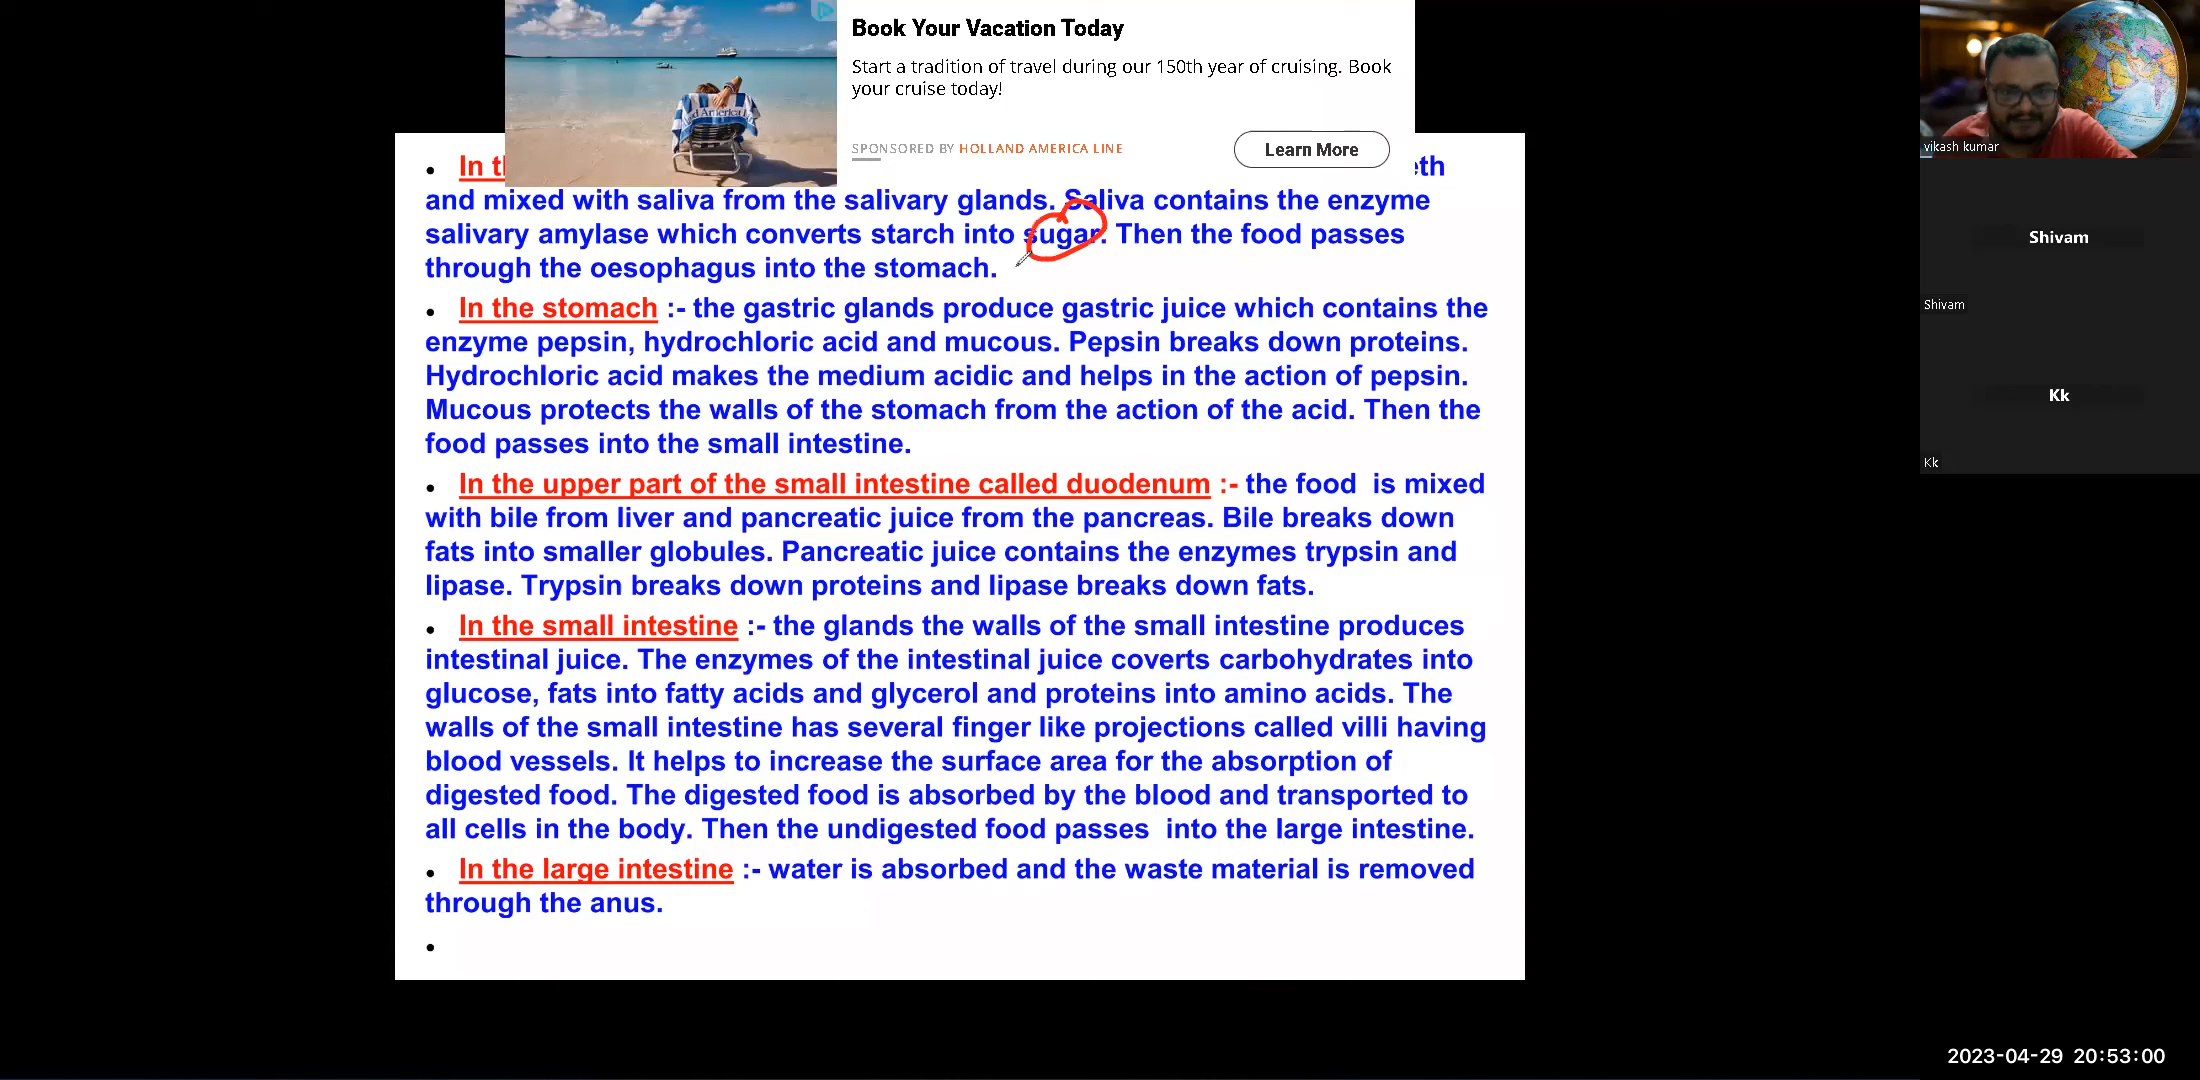 Book Your Vacation Today
Start a tradition of travel during our 150th year of cruising. Book
your cruise today!
SPONSORED BY HOLLAND AMERICA LINE
Learn More
• In
and mixed with saliva from the salivary glands. Saliva contains the enzyme
salivary amylase which converts starch into sugar. Then the food passes
through the oesophagus into the stomach.
• In the stomach :- the gastric glands produce gastric juice which contains the
enzyme pepsin, hydrochloric acid and mucous. Pepsin breaks down proteins.
Hydrochloric acid makes the medium acidic and helps in the action of pepsin.
Mucous protects the walls of the stomach from the action of the acid. Then the
food passes into the small intestine.
• In the upper part of the small intestine called duodenum :- the food  is mixed
with bile from liver and pancreatic juice from the pancreas. Bile breaks down
fats into smaller globules. Pancreatic juice contains the enzymes trypsin and
lipase. Trypsin breaks down proteins and lipase breaks down fats.
• In the small intestine :- the glands the walls of the small intestine produces
intestinal juice. The enzymes of the intestinal juice coverts carbohydrates into
glucose, fats into fatty acids and glycerol and proteins into amino acids. The
walls of the small intestine has several finger like projections called villi having
blood vessels. It helps to increase the surface area for the absorption of
digested food. The digested food is absorbed by the blood and transported to
all cells in the body. Then the undigested food passes  into the large intestine.
• In the large intestine :- water is absorbed and the waste material is removed
through the anus.
•
vikash kumar
Shivam
Shivam
Kk
Kk
2023-04-29 20:53:00